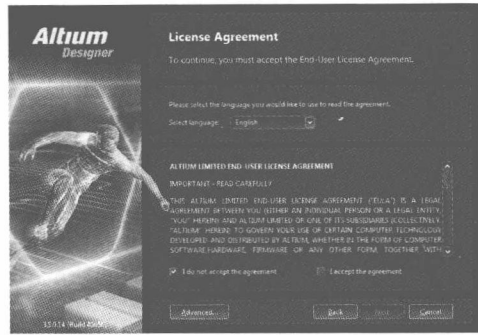 Altium
Designer
License Agreement
To continue, you must accept the End-User License Agreement.
Please select the language you would like to use to read the agreement.
Select language: English
ALTIUM LIMITED END-USER LICENSE AGREEMENT
IMPORTANT - READ CAREFULLY
THIS ALTIUM LIMITED END-USER LICENSE AGREEMENT ("EULA") IS A LEGAL
AGREEMENT BETWEEN YOU (EITHER AN INDIVIDUAL PERSON OR A LEGAL ENTITY,
"YOU" HEREIN) AND ALTIUM LIMITED OR ONE OF ITS SUBSIDIARIES (COLLECTIVELY
"ALTIUM" HEREIN) TO GOVERN YOUR USE OF CERTAIN COMPUTER TECHNOLOGY
DEVELOPED AND DISTRIBUTED BY ALTIUM, WHETHER IN THE FORM OF COMPUTER
SOFTWARE, HARDWARE, FIRMWARE OR ANY OTHER FORM, TOGETHER WITH
I do not accept the agreement I accept the agreement
Advanced... Back Next Cancel